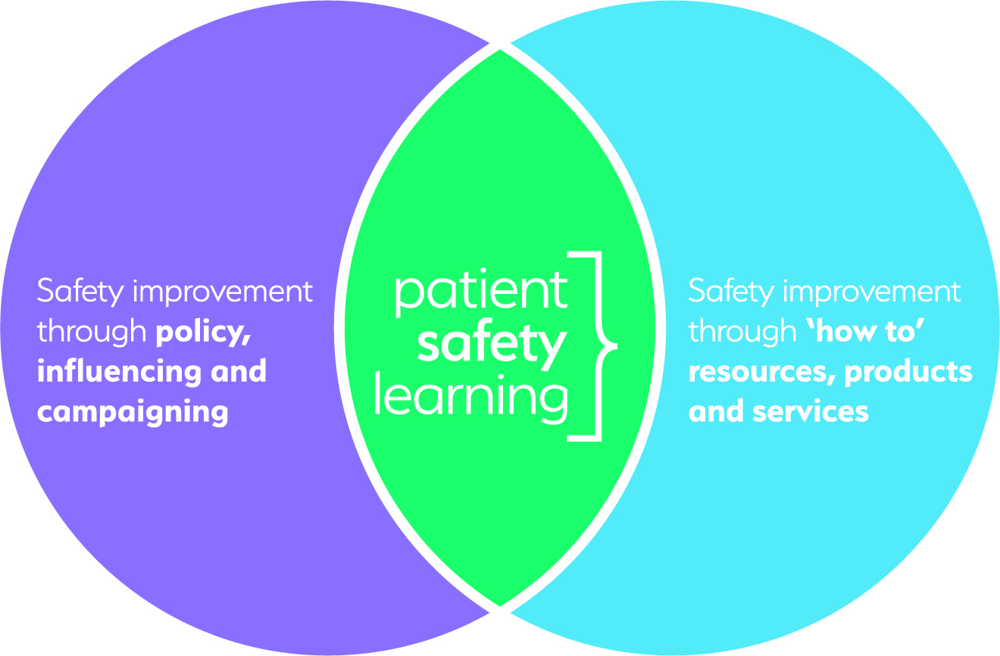 Safety improvement
through policy,
influencing and
campaigning
patient
safety
learning
Safety improvement
through ‘how to’
resources, products
and services